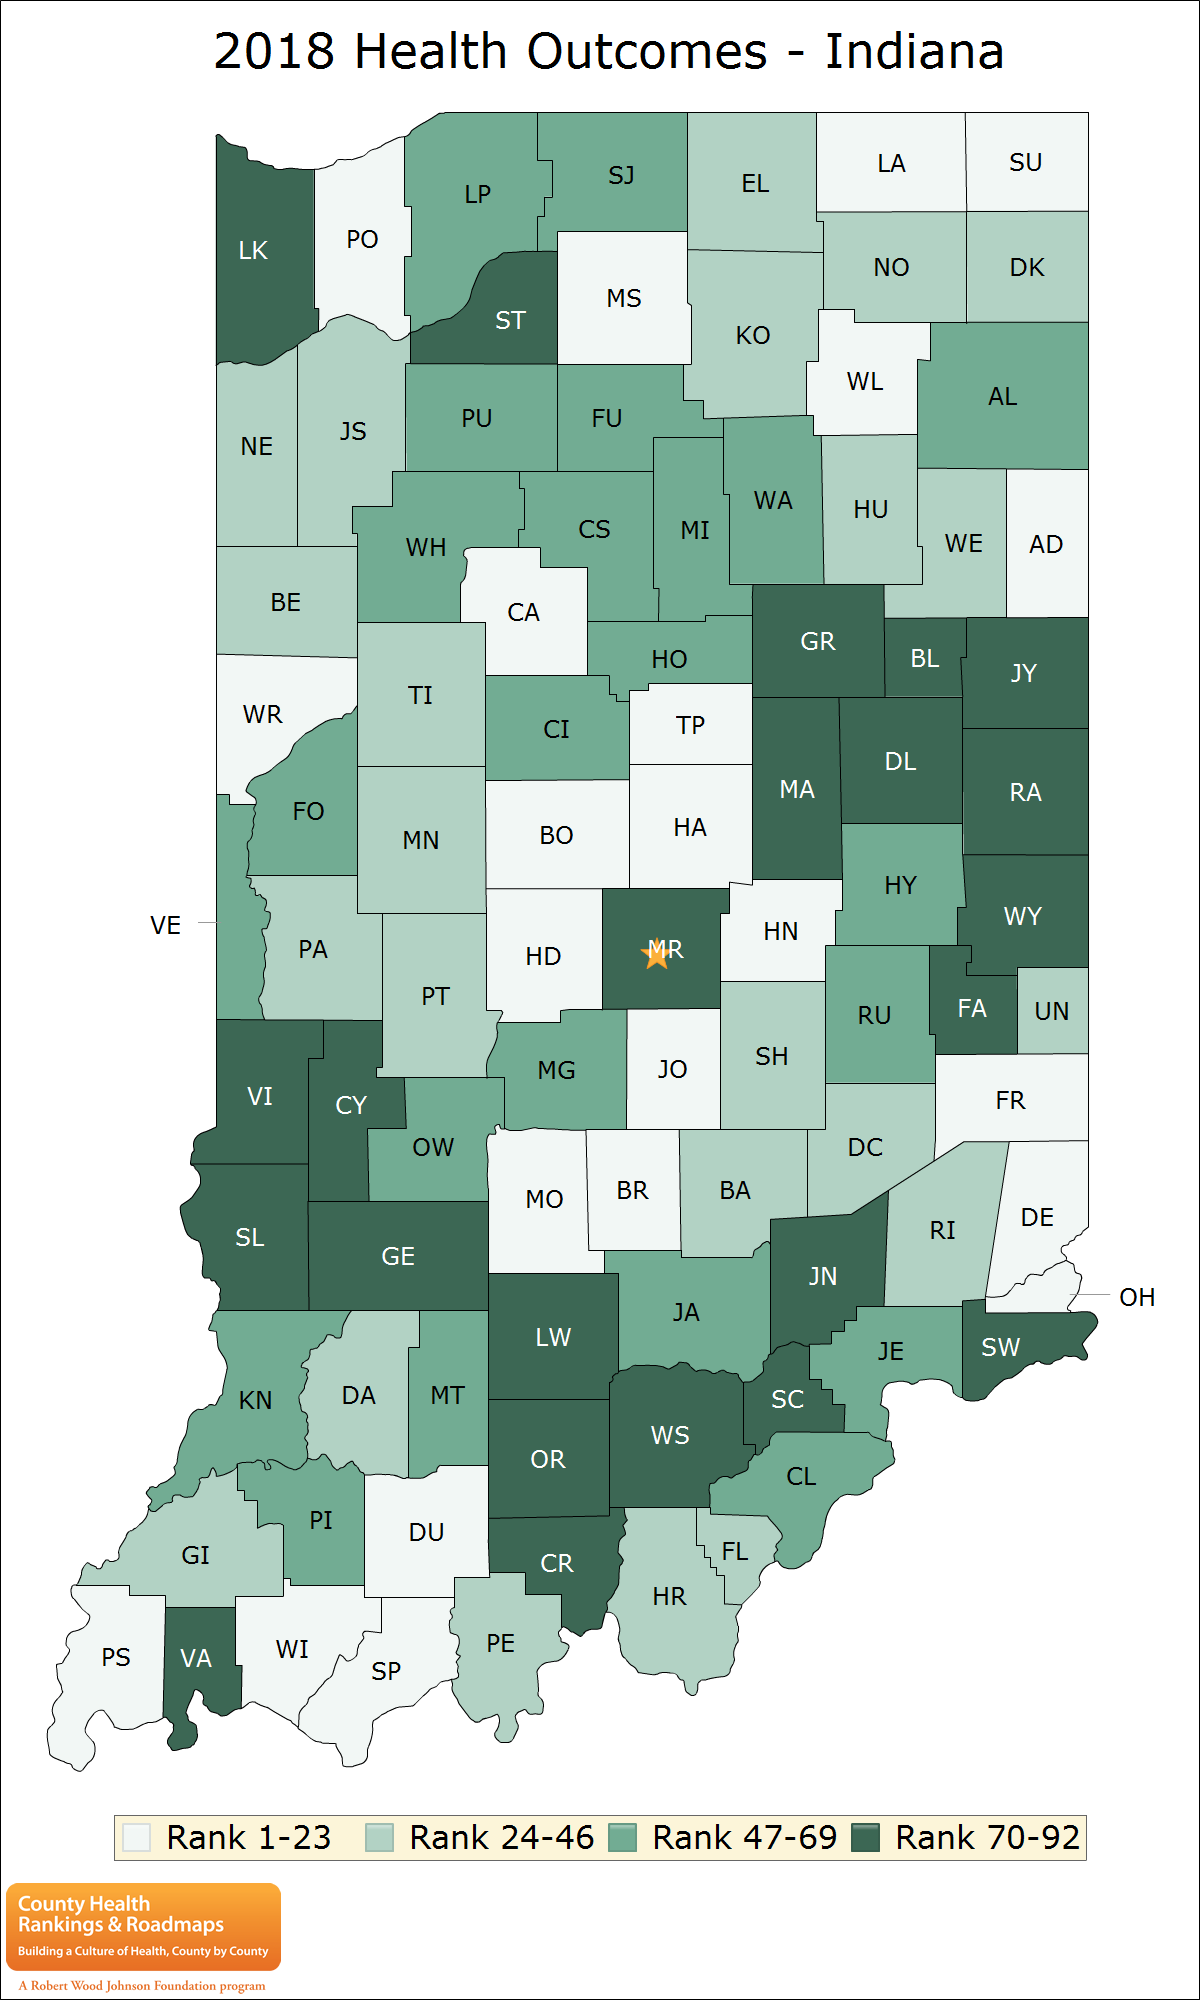 2018 Health Outcomes - Indiana
LA
SU
SJ
EL
LP
PO
LK
NO
DK
MS
ST
KO
WL
AL
PU
FU
JS
NE
WA
HU
CS
MI
WE
AD
WH
BE
CA
GR
HO
BL
JY
TI
WR
TP
CI
DL
MA
RA
FO
HA
BO
MN
HY
WY
VE
HN
PA
MR
HD
PT
FA
UN
RU
SH
JO
MG
VI
FR
CY
OW
DC
BR
BA
MO
DE
RI
SL
GE
JN
OH
JA
LW
SW
JE
DA
MT
KN
SC
WS
OR
CL
PI
DU
FL
GI
CR
HR
PE
WI
PS
VA
SP
Rank 1-23 Rank 24-46 Rank 47-69 Rank 70-92
County Health
Rankings & Roadmaps
Building a Culture of Health, County by County
A Robert Wood Johnson Foundation program